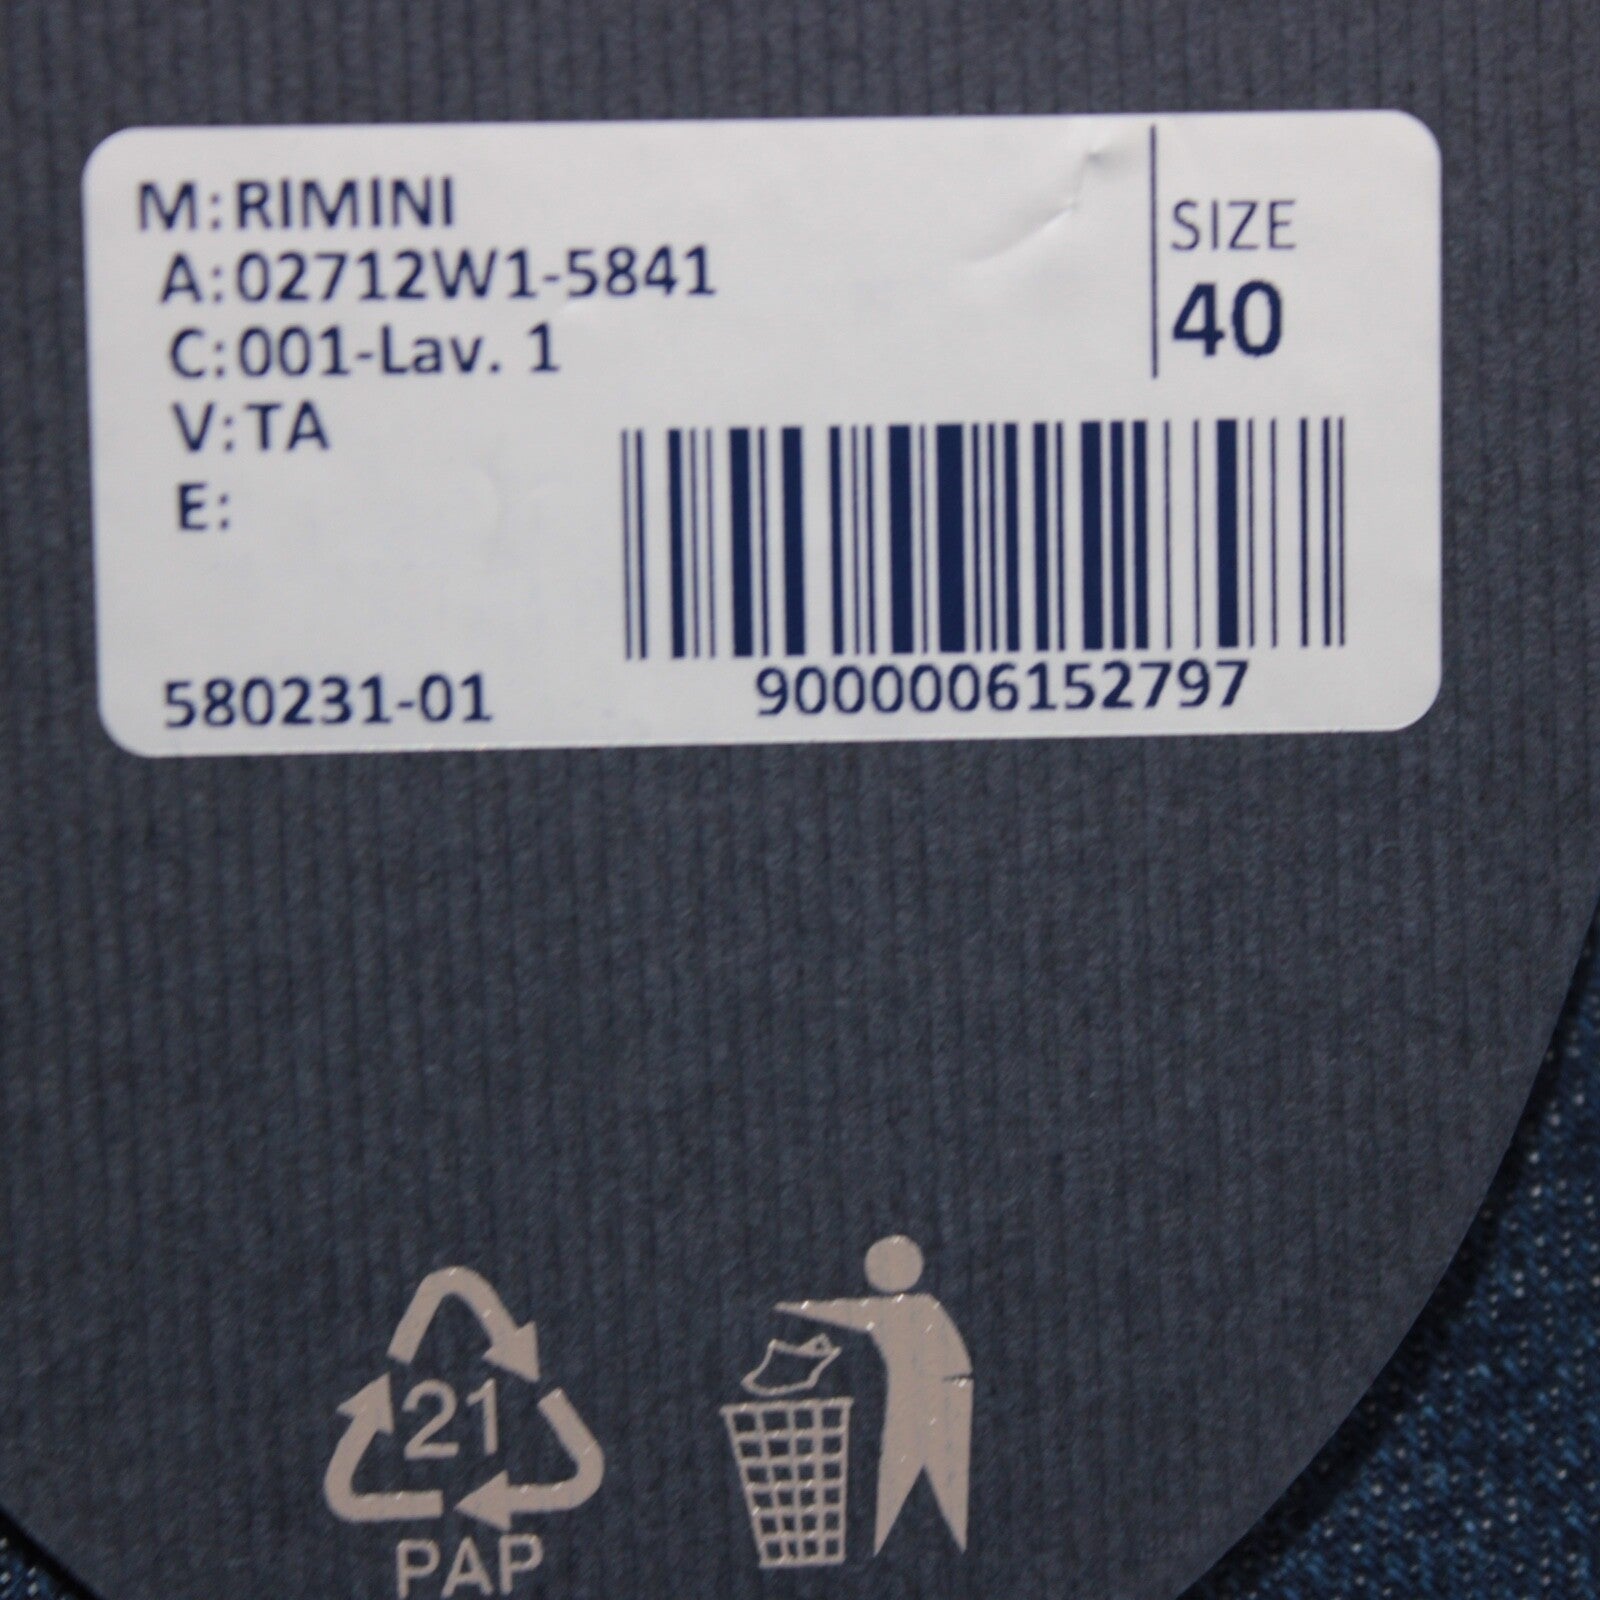 M:RIMINI
A:02712W1-5841
C:001-Lav. 1
V:TA
E:
SIZE
40
580231-01
9000006152797
21
PAP